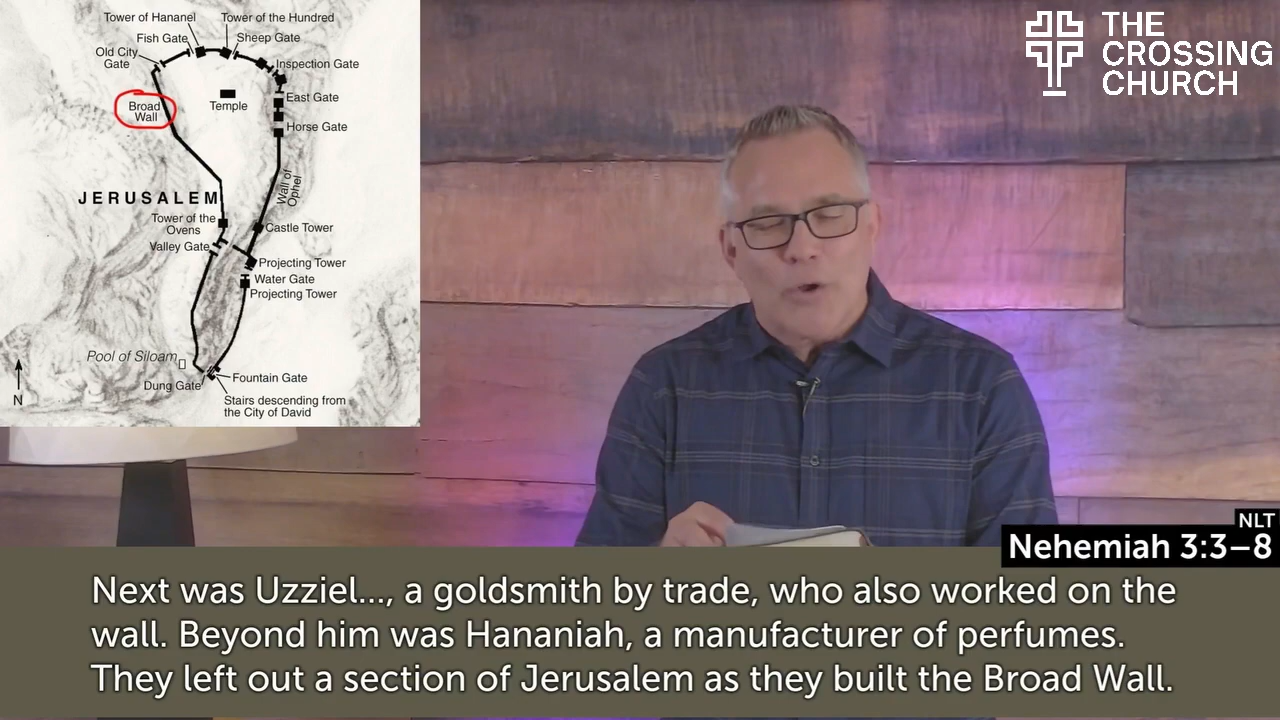 Tower of Hananel
Tower of the Hundred
Fish Gate
Sheep Gate
Old City
Gate
Inspection Gate
Broad
Wall
Temple
East Gate
Horse Gate
Wall of
Ophel
JERUSALEM
Tower of the
Ovens
Castle Tower
Valley Gate
Projecting Tower
Water Gate
Projecting Tower
Pool of Siloam
N
Dung Gate
Fountain Gate
Stairs descending from
the City of David
THE
CROSSING
CHURCH
NLT
Nehemiah 3:3–8
Next was Uzziel…, a goldsmith by trade, who also worked on the
wall. Beyond him was Hananiah, a manufacturer of perfumes.
They left out a section of Jerusalem as they built the Broad Wall.